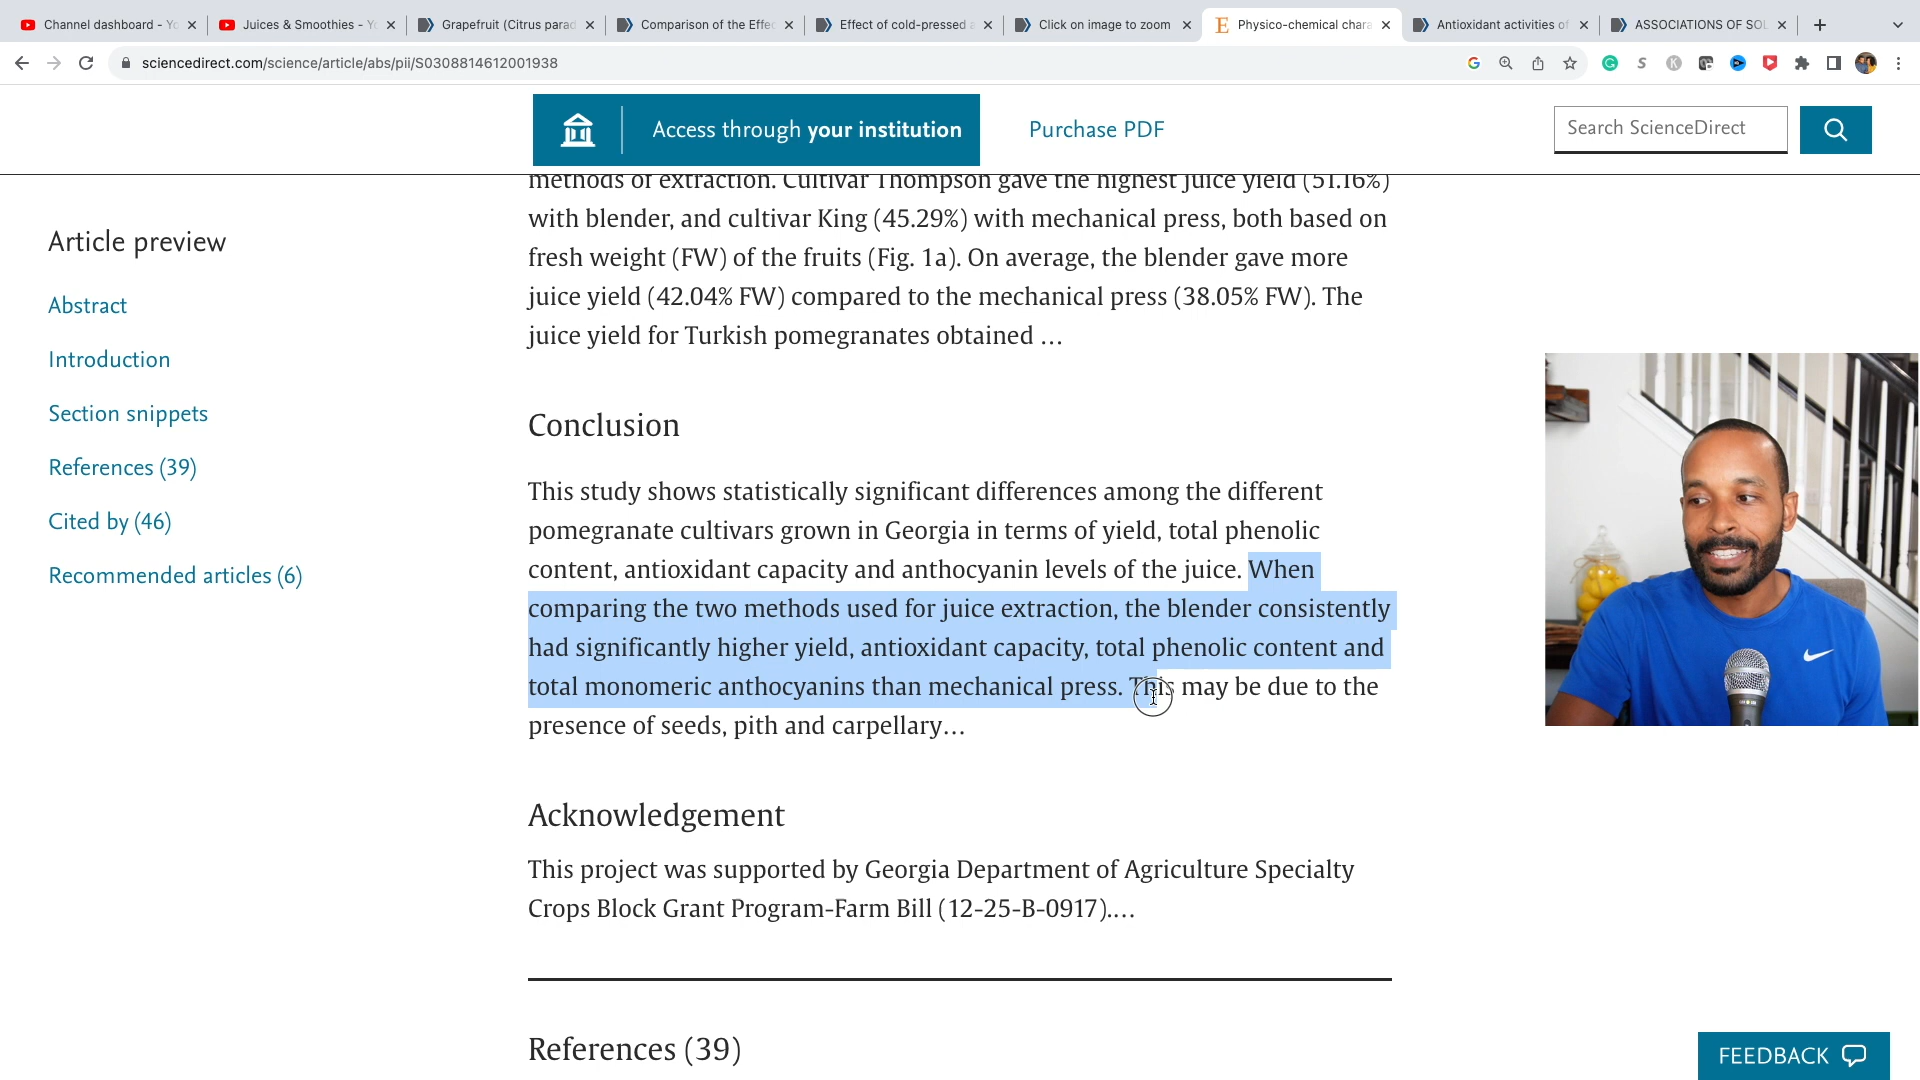 Channel dashboard - Yo
Juices & Smoothies - Yo
Grapefruit (Citrus parad
Comparison of the Effec
Effect of cold-pressed a
Click on image to zoom
Physico-chemical chara
Antioxidant activities of
ASSOCIATIONS OF SOL
sciencedirect.com/science/article/abs/pii/S0308814612001938
Access through your institution
Purchase PDF
Search ScienceDirect
Article preview
Abstract
Introduction
Section snippets
References (39)
Cited by (46)
Recommended articles (6)
methods of extraction. Cultivar Thompson gave the highest juice yield (51.16%)
with blender, and cultivar King (45.29%) with mechanical press, both based on
fresh weight (FW) of the fruits (Fig. 1a). On average, the blender gave more
juice yield (42.04% FW) compared to the mechanical press (38.05% FW). The
juice yield for Turkish pomegranates obtained …
Conclusion
This study shows statistically significant differences among the different
pomegranate cultivars grown in Georgia in terms of yield, total phenolic
content, antioxidant capacity and anthocyanin levels of the juice. When
comparing the two methods used for juice extraction, the blender consistently
had significantly higher yield, antioxidant capacity, total phenolic content and
total monomeric anthocyanins than mechanical press. This may be due to the
presence of seeds, pith and carpellary…
Acknowledgement
This project was supported by Georgia Department of Agriculture Specialty
Crops Block Grant Program-Farm Bill (12-25-B-0917).…
References (39)
FEEDBACK